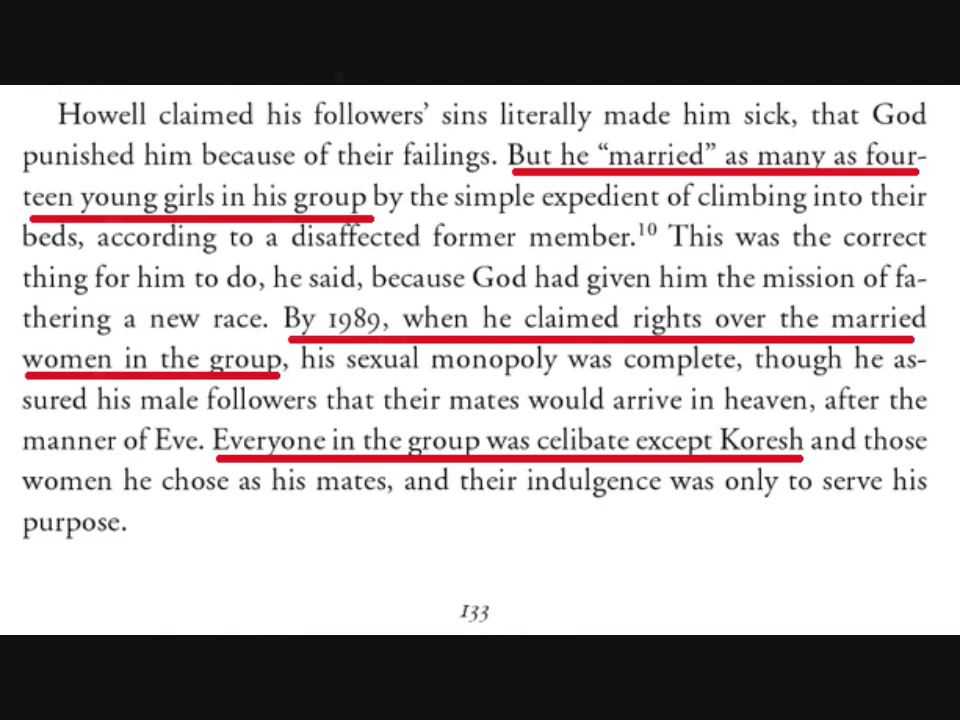 Howell claimed his followers’ sins literally made him sick, that God
punished him because of their failings. But he “married” as many as four-
teen young girls in his group by the simple expedient of climbing into their
beds, according to a disaffected former member.¹⁰ This was the correct
thing for him to do, he said, because God had given him the mission of fa-
thering a new race. By 1989, when he claimed rights over the married
women in the group, his sexual monopoly was complete, though he as-
sured his male followers that their mates would arrive in heaven, after the
manner of Eve. Everyone in the group was celibate except Koresh and those
women he chose as his mates, and their indulgence was only to serve his
purpose.
133